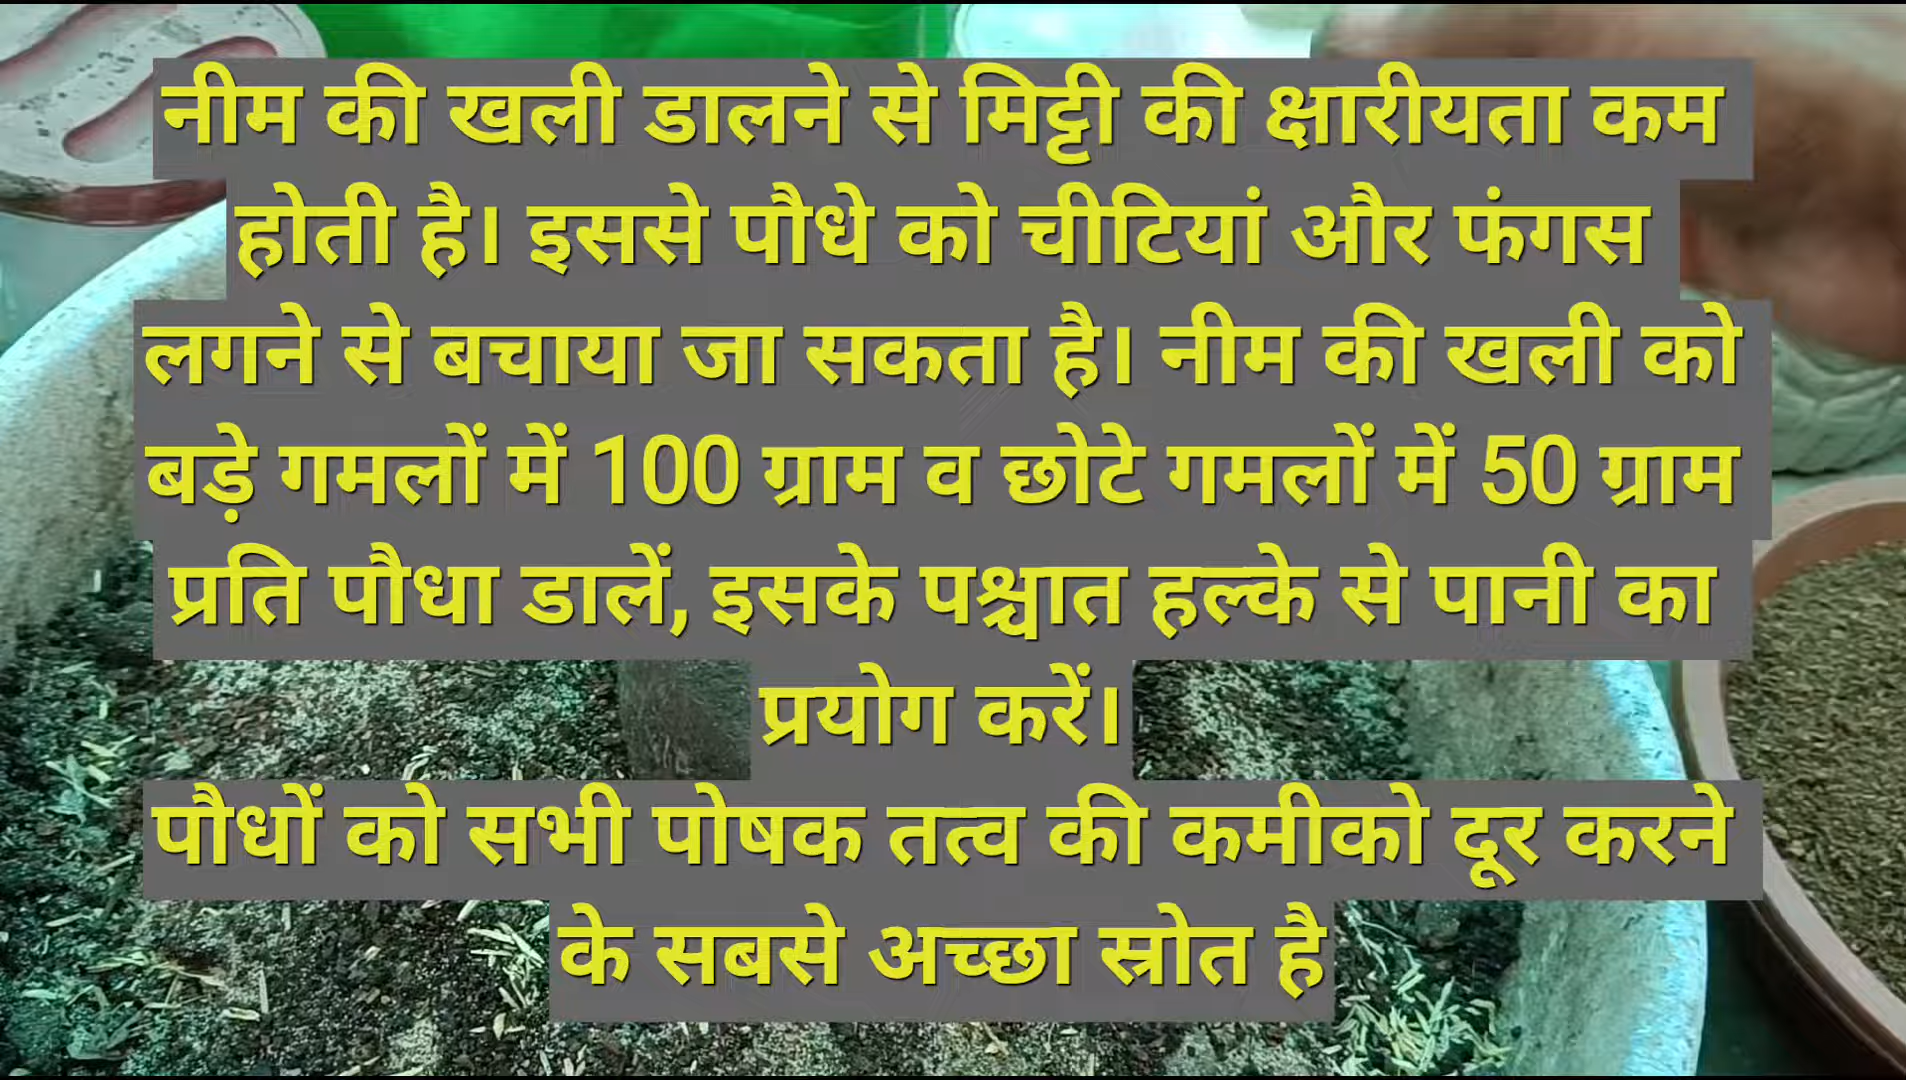 नीम की खली डालने से मिट्टी की क्षारीयता कम
होती है। इससे पौधे को चीटियां और फंगस
लगने से बचाया जा सकता है। नीम की खली को
बड़े गमलों में 100 ग्राम व छोटे गमलों में 50 ग्राम
प्रति पौधा डालें, इसके पश्चात हल्के से पानी का
प्रयोग करें।
पौधों को सभी पोषक तत्व की कमीको दूर करने
के सबसे अच्छा स्रोत है